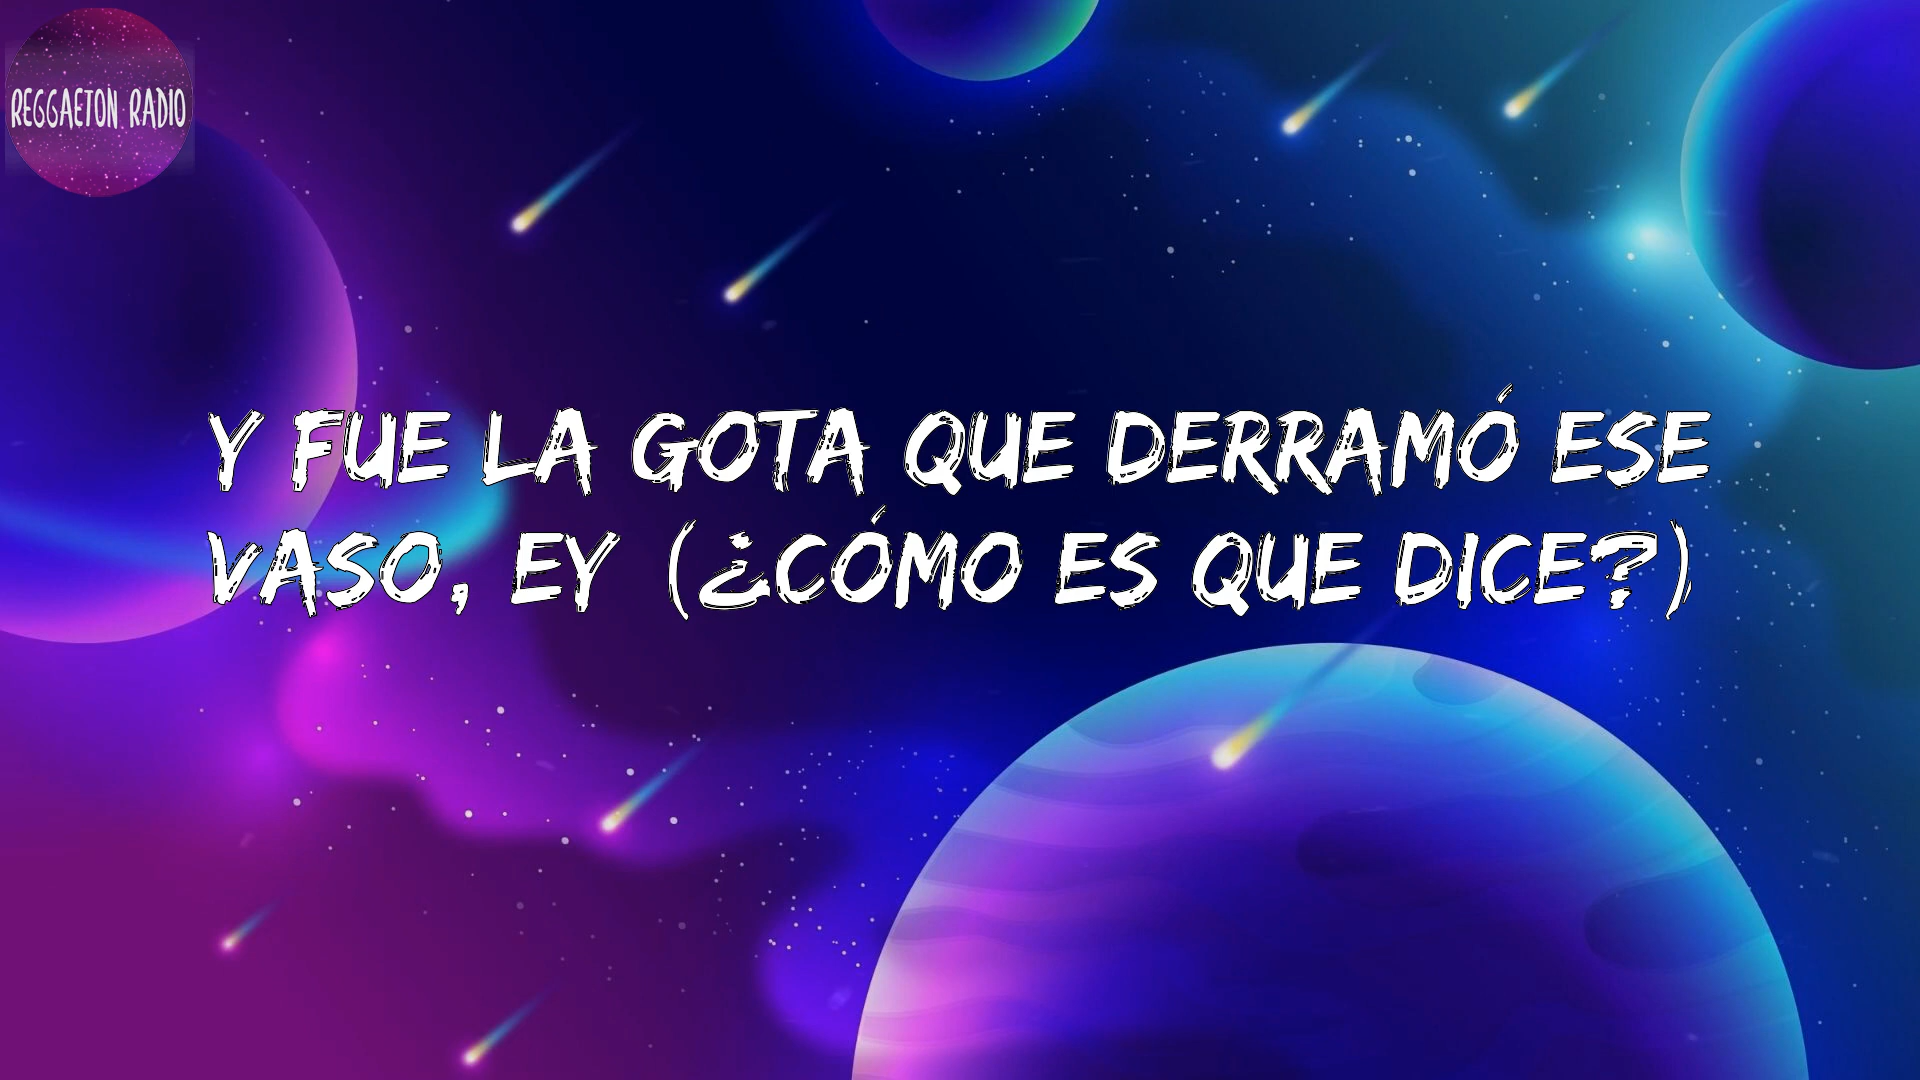 REGGAETON RADIO
Y FUE LA GOTA QUE DERRAMÓ ESE
VASO, EY (¿CÓMO ES QUE DICE?)